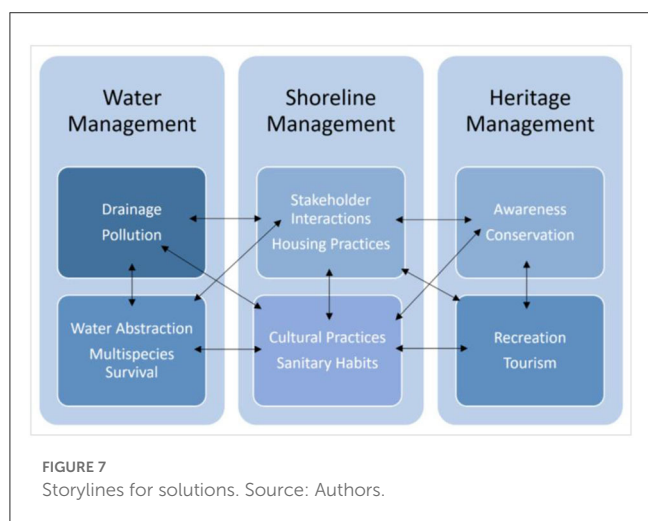 Water
Management
Drainage
Pollution
Water Abstraction
Multispecies
Survival
Shoreline
Management
Stakeholder
Interactions
Housing Practices
Cultural Practices
Sanitary Habits
Heritage
Management
Awareness
Conservation
Recreation
Tourism
FIGURE 7
Storylines for solutions. Source: Authors.